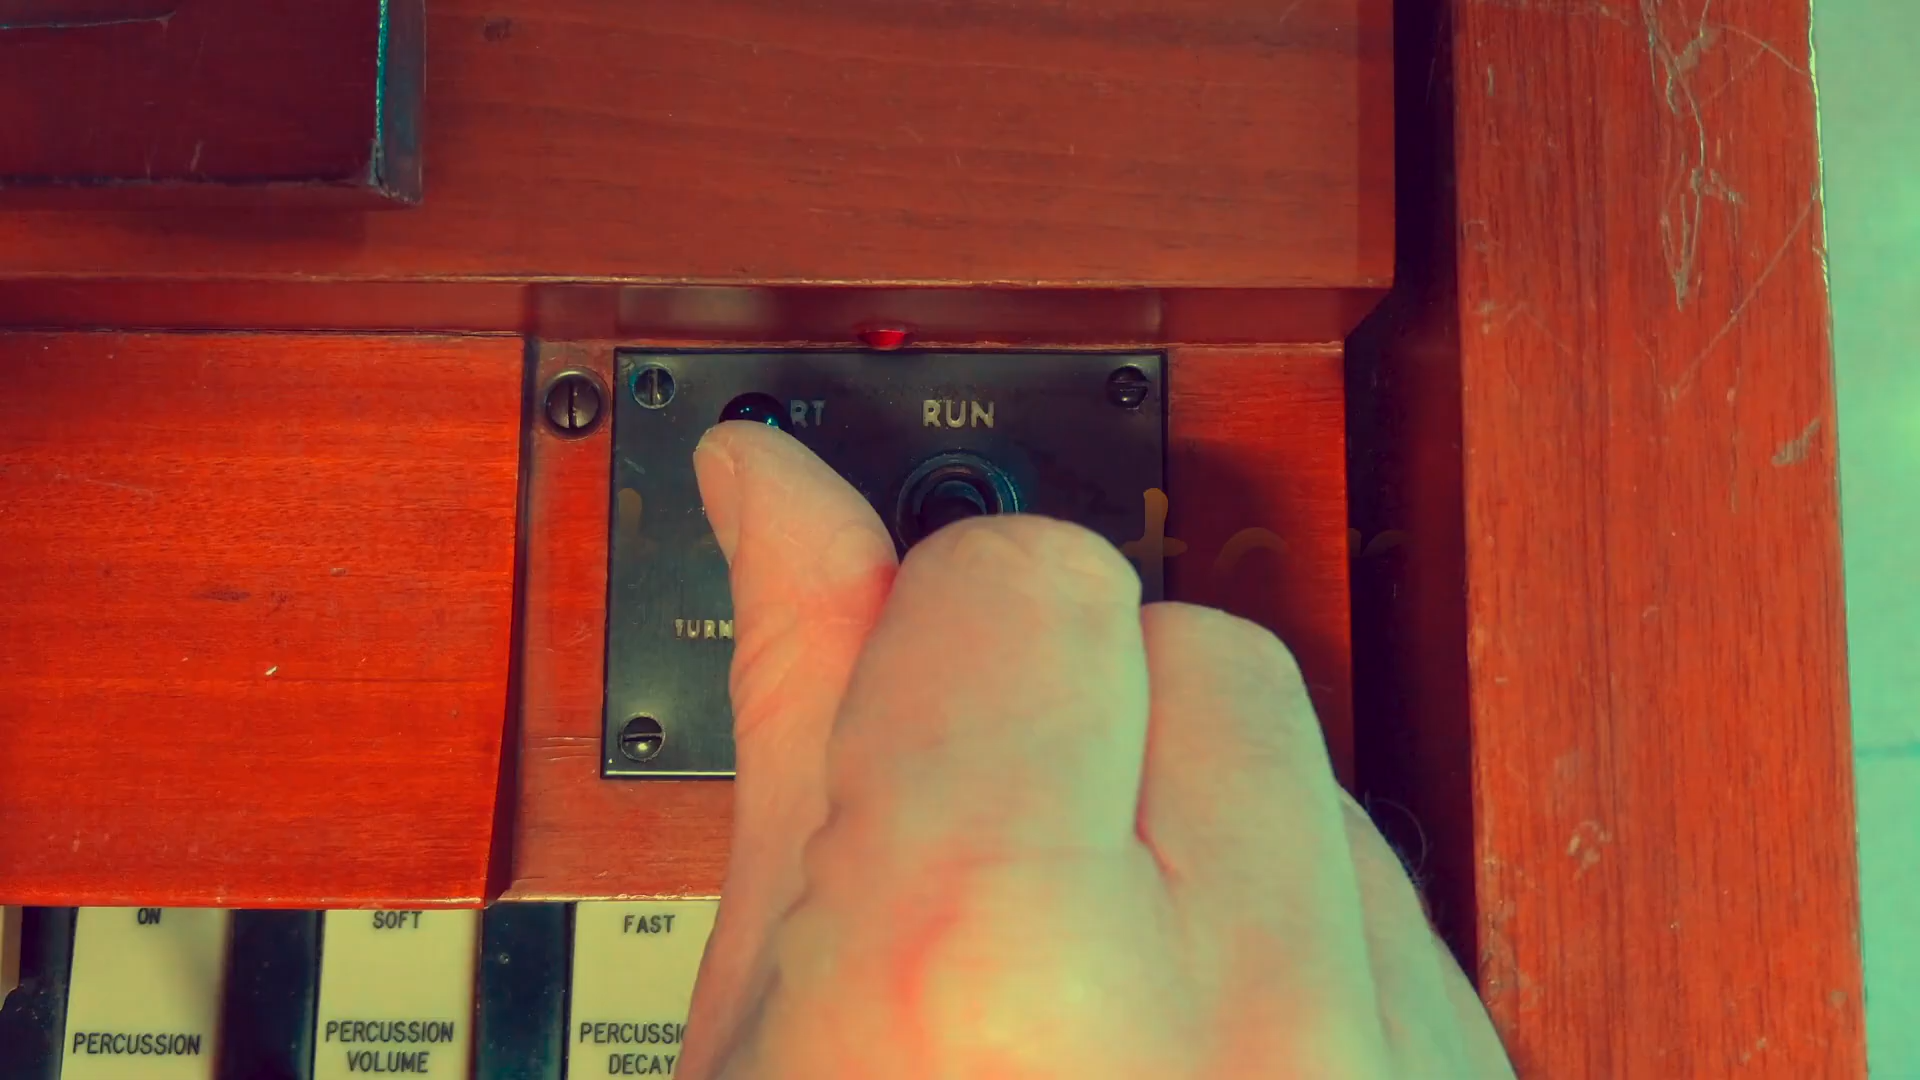 RT RUN
TURN
ON
SOFT
FAST
PERCUSSION
PERCUSSION
VOLUME
PERCUSSI
DECAY